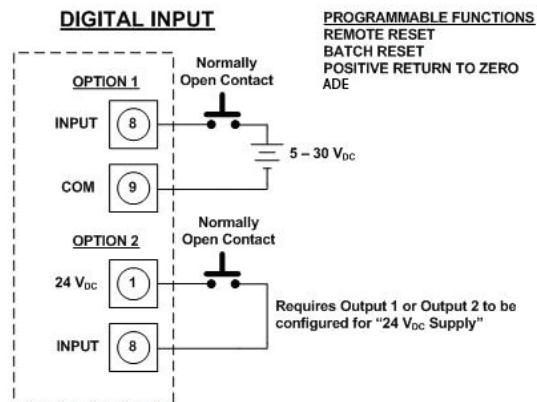 DIGITAL INPUT
PROGRAMMABLE FUNCTIONS
REMOTE RESET
BATCH RESET
POSITIVE RETURN TO ZERO
ADE
OPTION 1
Normally
Open Contact
INPUT 8
5 – 30 VDC
COM 9
OPTION 2
Normally
Open Contact
24 VDC 1
Requires Output 1 or Output 2 to be
configured for “24 VDC Supply”
INPUT 8